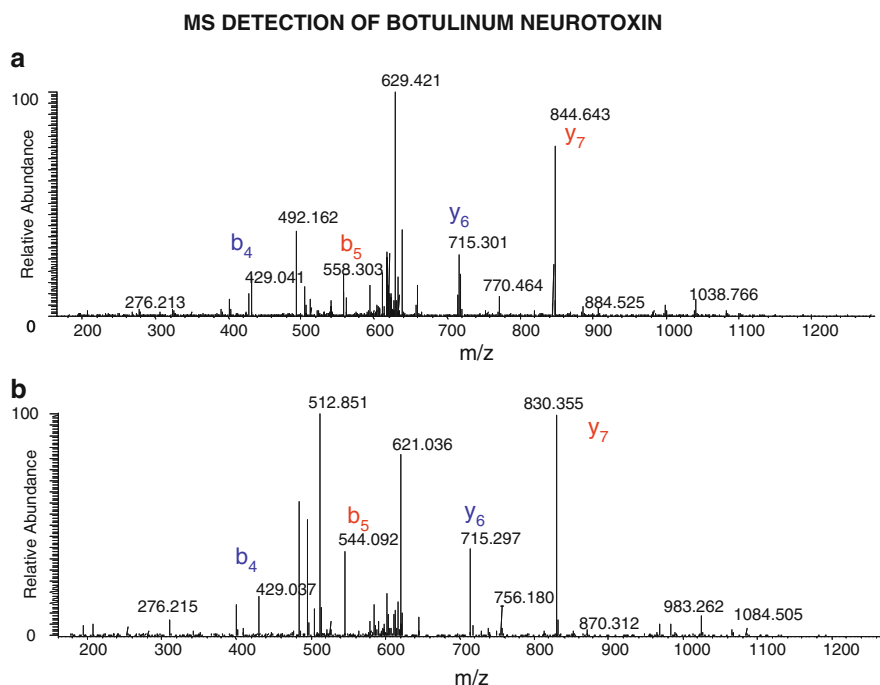 MS DETECTION OF BOTULINUM NEUROTOXIN
a
100
Relative Abundance
0
629.421
844.643
y7
492.162
b4
b5
y6
429.041
558.303
715.301
770.464
276.213
884.525
1038.766
200 300 400 500 600 700 800 900 1000 1100 1200
m/z
b
100
Relative Abundance
0
512.851
830.355
y7
621.036
b5
y6
544.092
715.297
b4
429.037
276.215
756.180
870.312
983.262
1084.505
200 300 400 500 600 700 800 900 1000 1100 1200
m/z